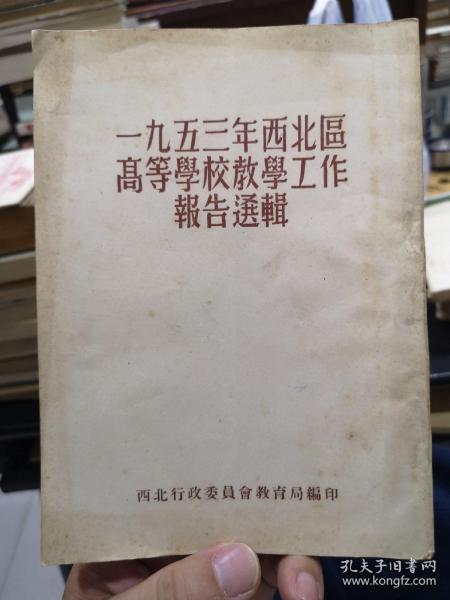 一九五三年西北區
高等學校教學工作
報告選輯
西北行政委員會教育局編印
孔夫子旧书网
www.kongfz.com